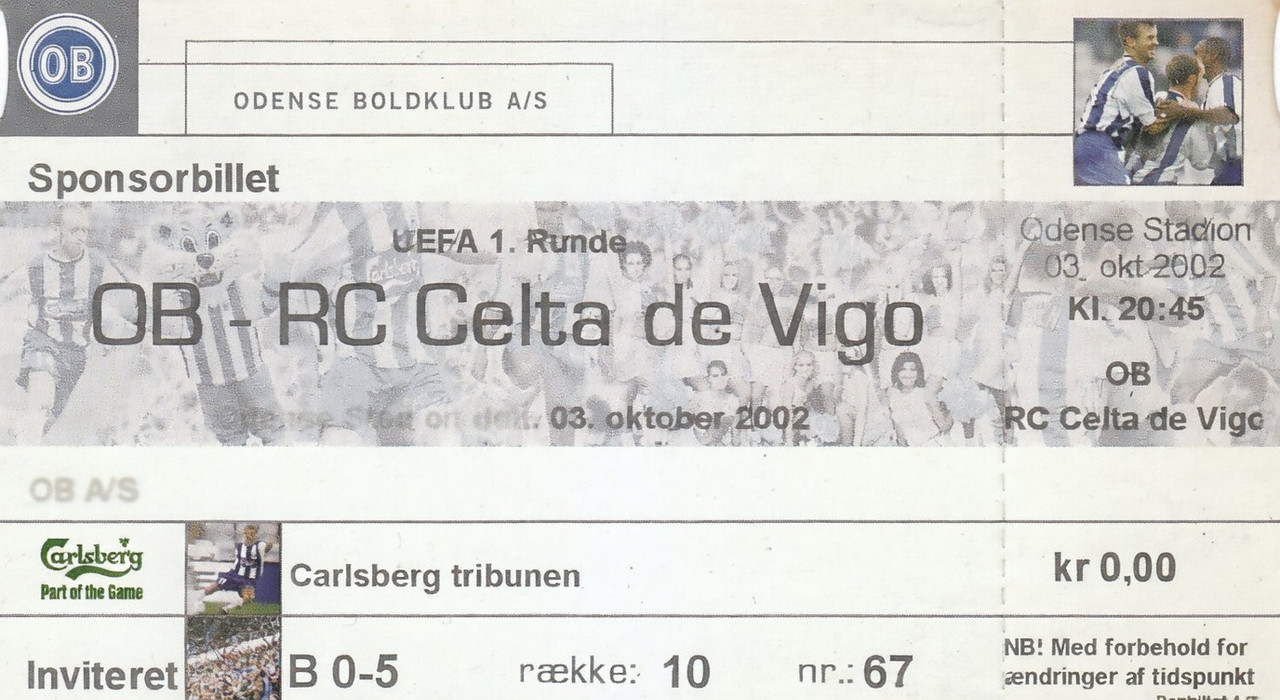 OB
ODENSE BOLDKLUB A/S
Sponsorbillet
UEFA 1. Runde
OB - RC Celta de Vigo
03. oktober 2002
Odense Stadion
03. okt 2002
Kl. 20:45
OB
RC Celta de Vigo
OB A/S
Carlsberg
Part of the Game
Carlsberg tribunen
kr 0,00
Inviteret
B 0-5 række: 10 nr.: 67
NB! Med forbehold for
ændringer af tidspunkt